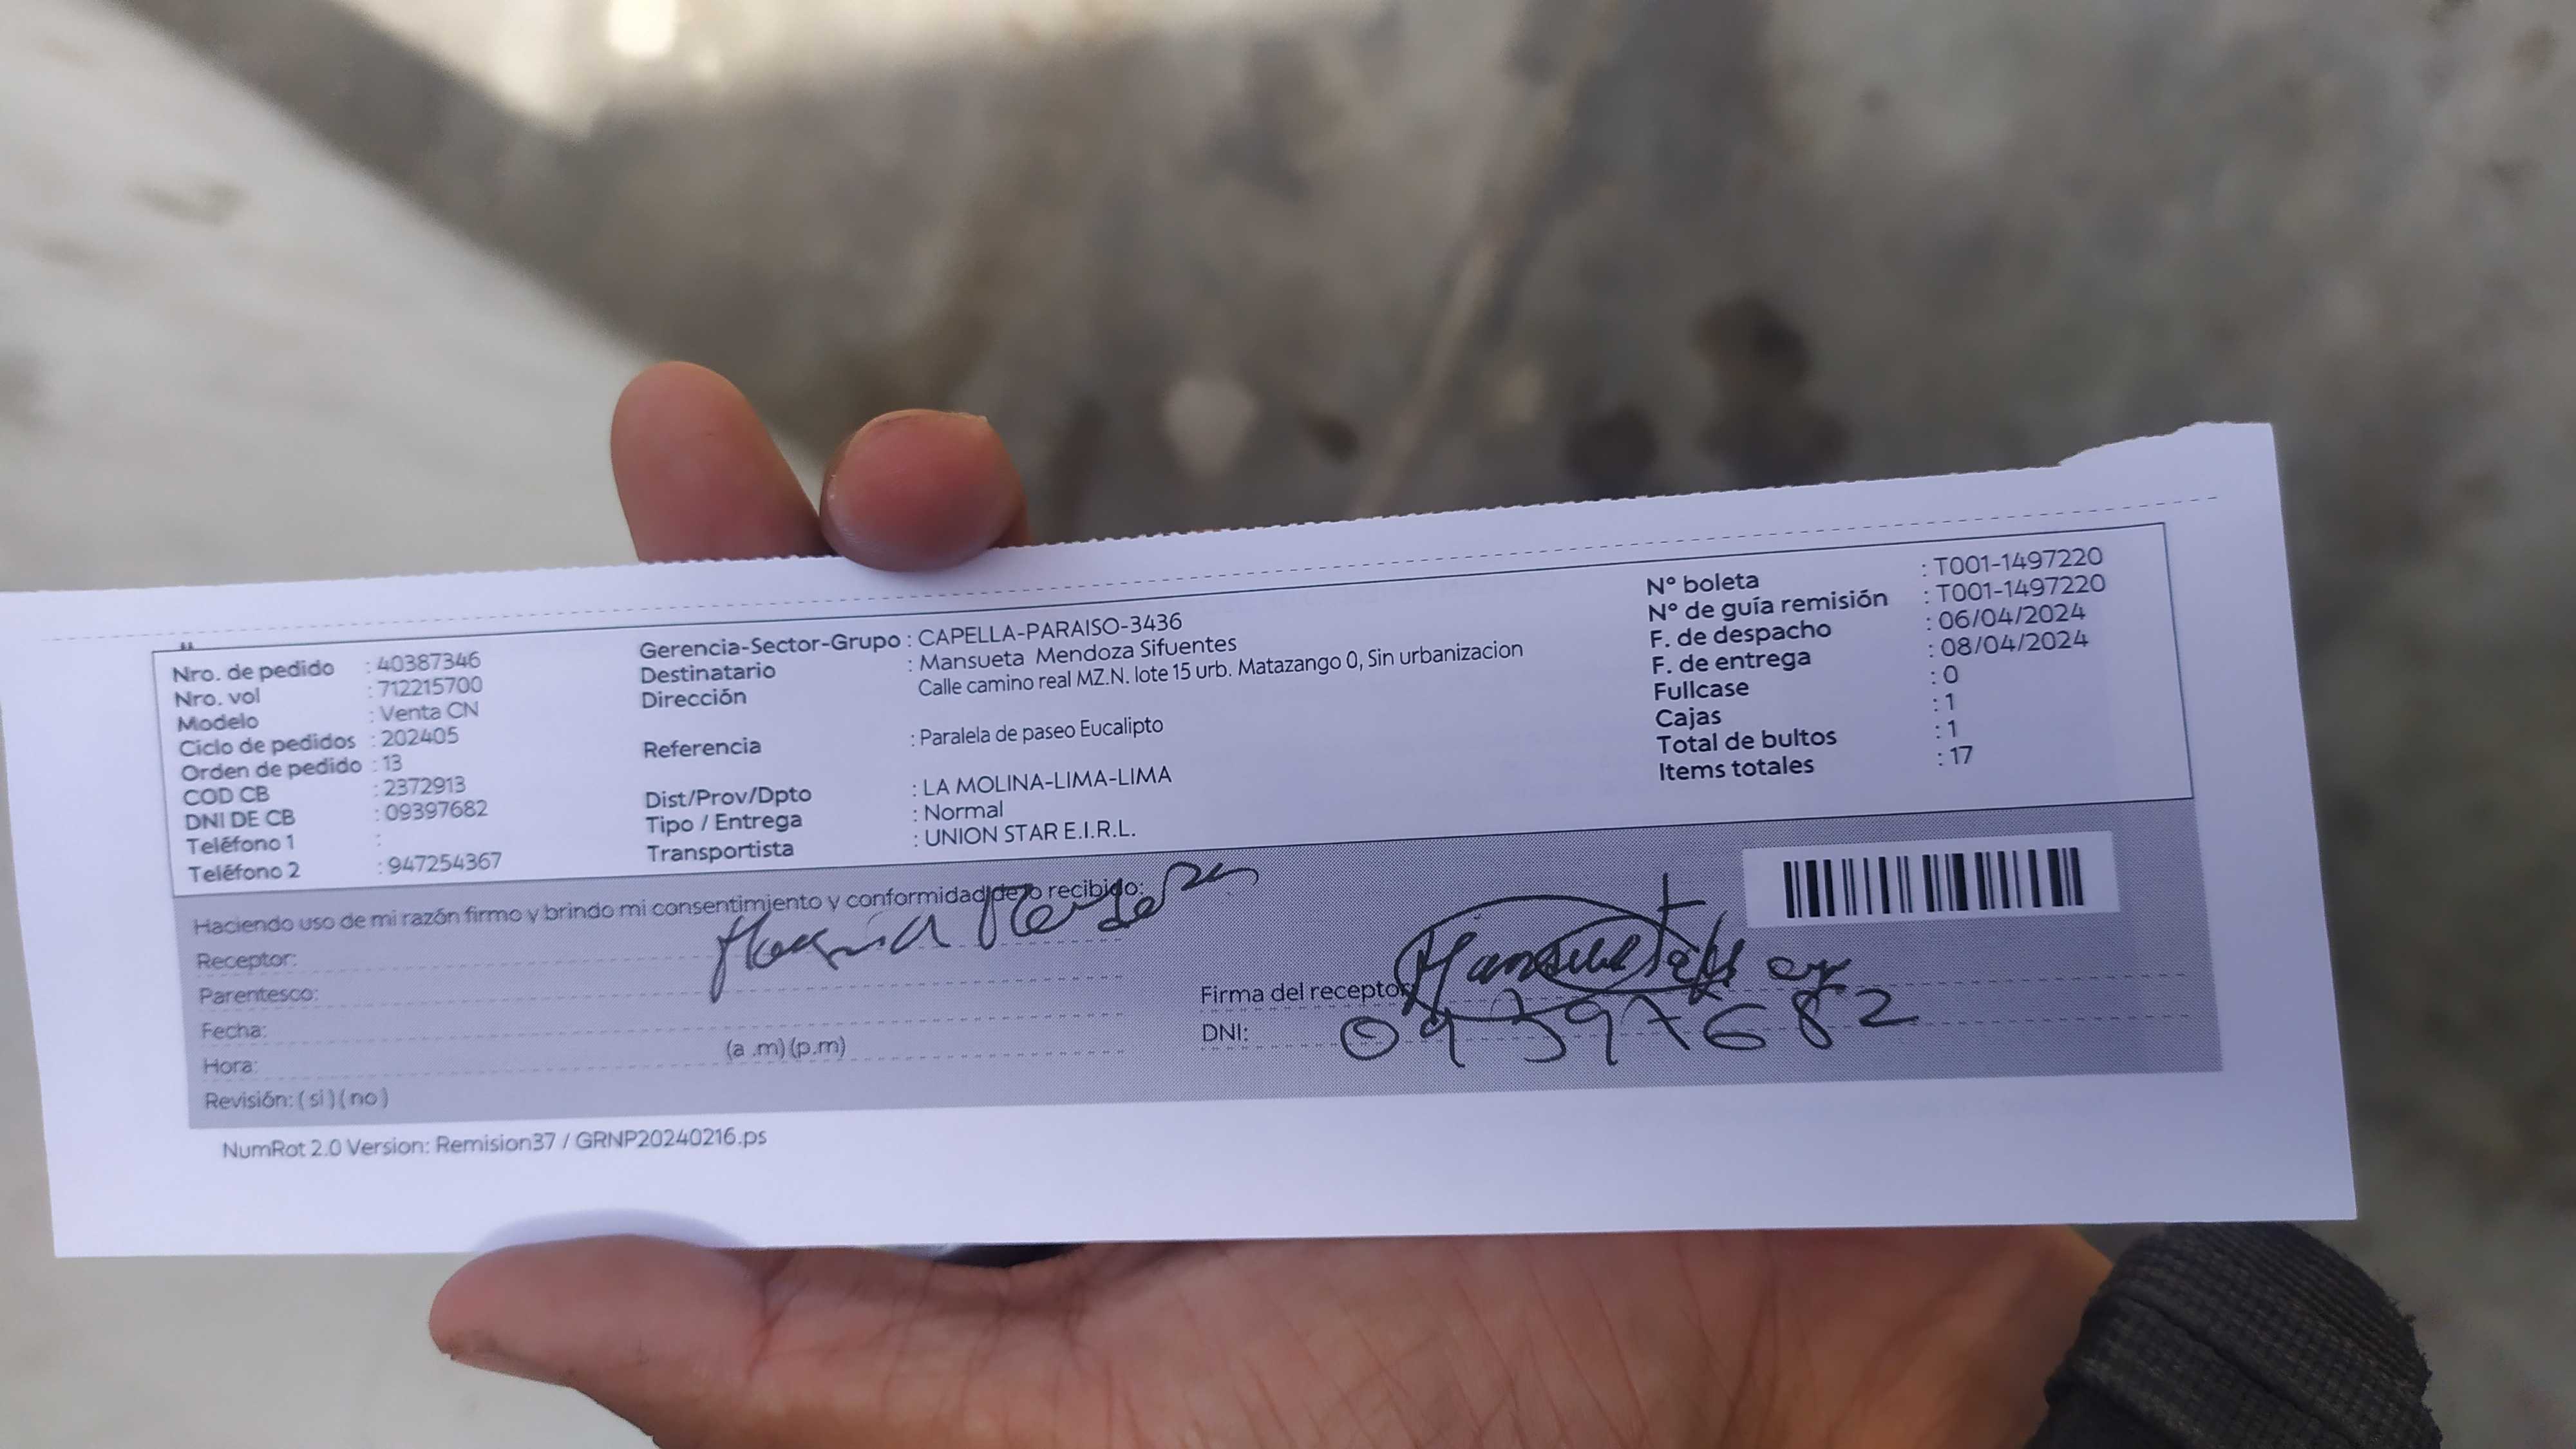 Nro. de pedido : 40387346
Nro. vol : 712215700
Modelo : Venta CN
Ciclo de pedidos : 202405
Orden de pedido : 13
COD CB : 2372913
DNI DE CB : 09397682
Teléfono 1 :
Teléfono 2 : 947254367
Gerencia-Sector-Grupo : CAPELLA-PARAISO-3436
Destinatario : Mansueta Mendoza Sifuentes
Dirección Calle camino real MZ.N. lote 15 urb. Matazango 0, Sin urbanizacion
Referencia : Paralela de paseo Eucalipto
Dist/Prov/Dpto : LA MOLINA-LIMA-LIMA
Tipo / Entrega : Normal
Transportista : UNION STAR E.I.R.L.
N° boleta : T001-1497220
N° de guía remisión : T001-1497220
F. de despacho : 06/04/2024
F. de entrega : 08/04/2024
Fullcase : 0
Cajas : 1
Total de bultos : 1
Items totales : 17
Haciendo uso de mi razón firmo y brindo mi consentimiento y conformidad de lo recibido:
Receptor:
Parentesco:
Fecha:
Hora: (a .m) (p.m)
Revisión: ( si ) ( no )
Firma del receptor:
DNI: 09397682
NumRot 2.0 Version: Remision37 / GRNP20240216.ps